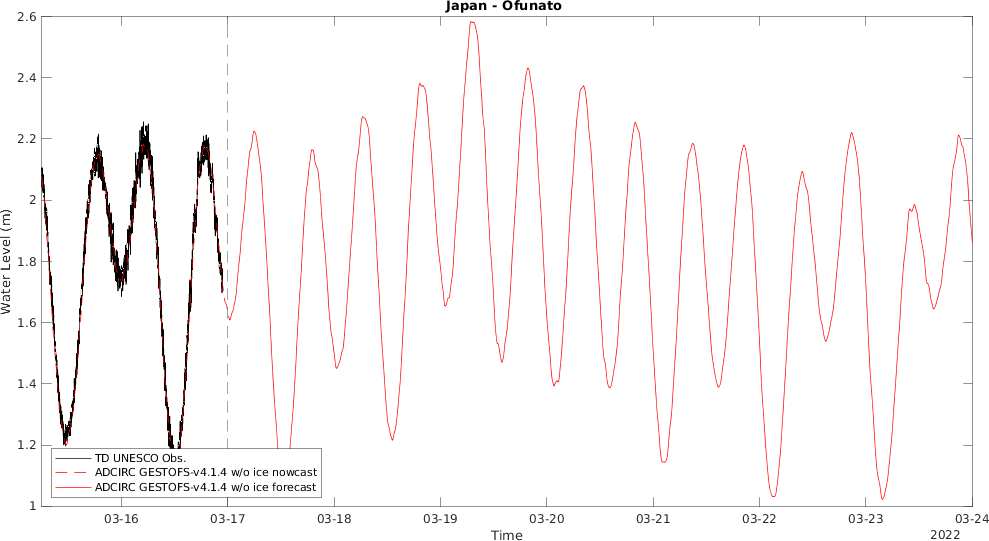 Japan - Ofunato
2.6
2.4
2.2
2
1.8
1.6
1.4
1.2
1
Water Level (m)
TD UNESCO Obs.
ADCIRC GESTOFS-v4.1.4 w/o ice nowcast
ADCIRC GESTOFS-v4.1.4 w/o ice forecast
03-16 03-17 03-18 03-19 03-20 03-21 03-22 03-23 03-24
Time
2022